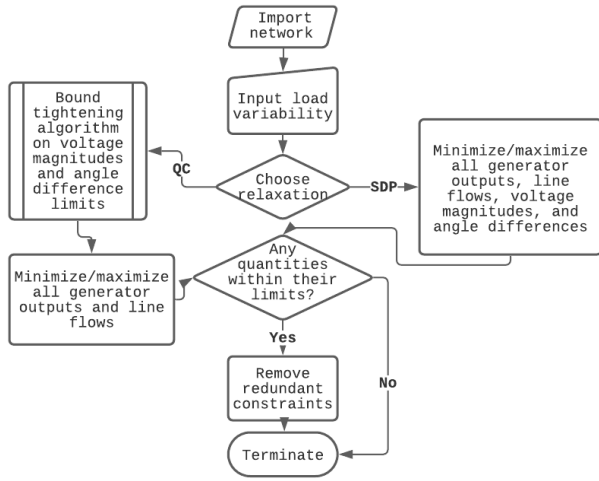 Import
network
Input load
variability
Choose
relaxation
QC
SDP
Bound
tightening
algorithm
on voltage
magnitudes
and angle
difference
limits
Minimize/maximize
all generator
outputs, line
flows, voltage
magnitudes, and
angle differences
Minimize/maximize
all generator
outputs and line
flows
Any
quantities
within their
limits?
Yes
No
Remove
redundant
constraints
Terminate